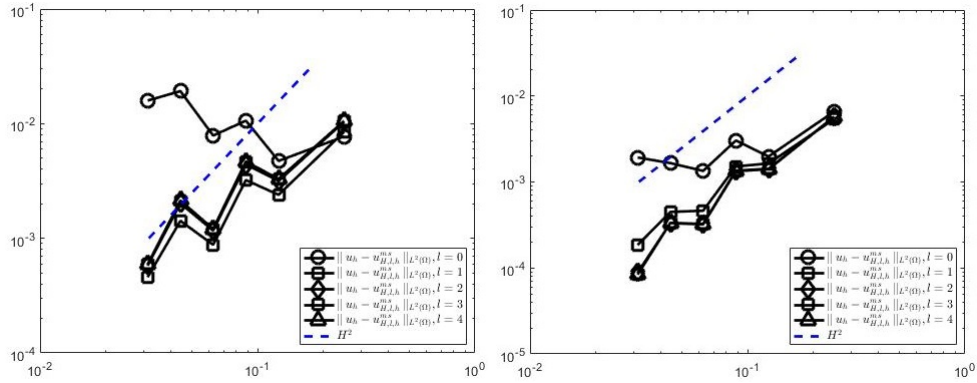 10^{-1}
10^{-2}
10^{-3}
10^{-4}
10^{-2}
10^{-1}
10^{0}
|| u_h − u^{ms}_{H,l,h} ||_{L^2(Ω)}, l = 0
|| u_h − u^{ms}_{H,l,h} ||_{L^2(Ω)}, l = 1
|| u_h − u^{ms}_{H,l,h} ||_{L^2(Ω)}, l = 2
|| u_h − u^{ms}_{H,l,h} ||_{L^2(Ω)}, l = 3
|| u_h − u^{ms}_{H,l,h} ||_{L^2(Ω)}, l = 4
H^2
10^{-1}
10^{-2}
10^{-3}
10^{-4}
10^{-5}
10^{-2}
10^{-1}
10^{0}
|| u_h − u^{ms}_{H,l,h} ||_{L^2(Ω)}, l = 0
|| u_h − u^{ms}_{H,l,h} ||_{L^2(Ω)}, l = 1
|| u_h − u^{ms}_{H,l,h} ||_{L^2(Ω)}, l = 2
|| u_h − u^{ms}_{H,l,h} ||_{L^2(Ω)}, l = 3
|| u_h − u^{ms}_{H,l,h} ||_{L^2(Ω)}, l = 4
H^2